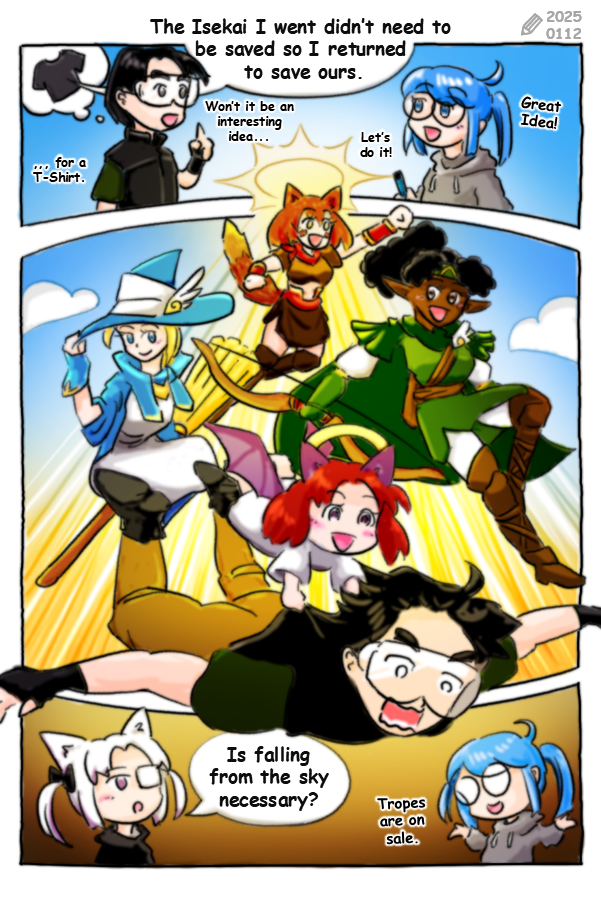 The Isekai I went didn't need to
be saved so I returned
to save ours.
2025
0112
Won't it be an
interesting
idea...
,,, for a
T-Shirt.
Let's
do it!
Great
Idea!
Is falling
from the sky
necessary?
Tropes
are on
sale.